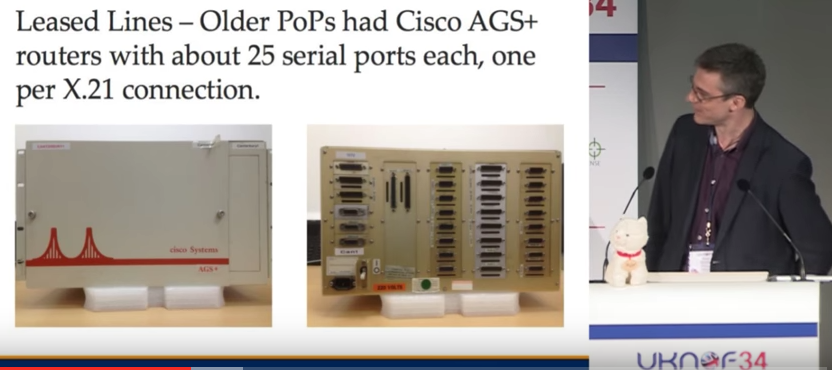 Leased Lines – Older PoPs had Cisco AGS+
routers with about 25 serial ports each, one
per X.21 connection.
cisco Systems
AGS+
34
UKNOF34